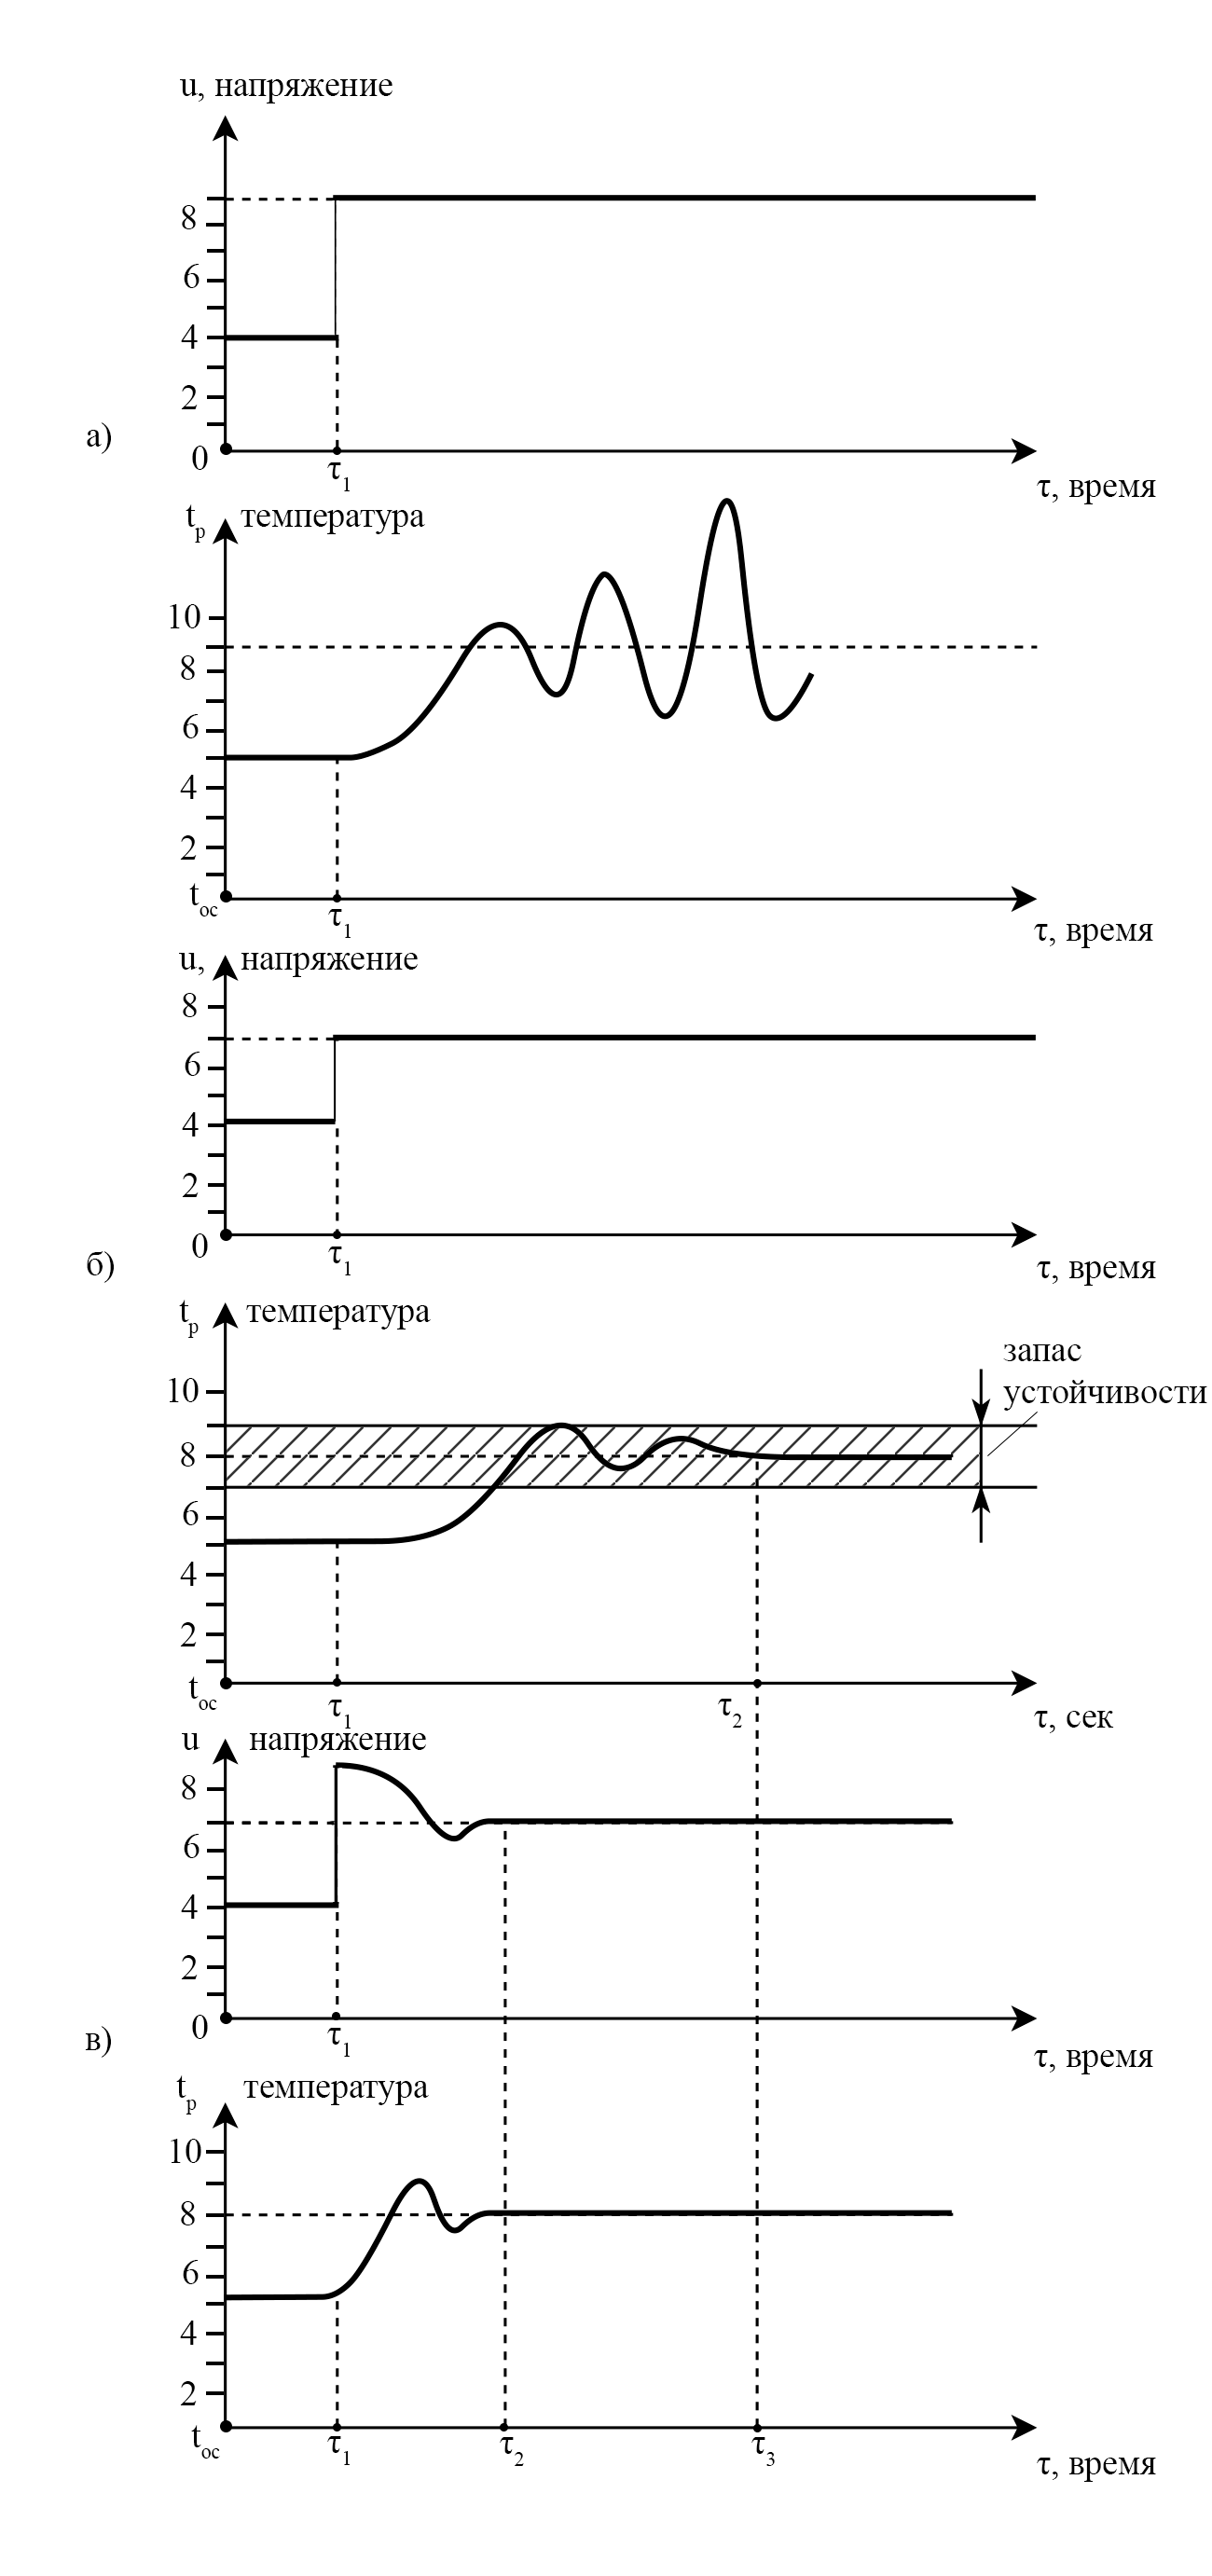 u, напряжение
8
6
4
2
а)
0
τ1
τ, время
tр температура
10
8
6
4
2
tос
τ1
τ, время
u, напряжение
8
6
4
2
0
τ1
б)
τ, время
tр температура
запас
устойчивости
10
8
6
4
2
tос
τ1
τ2
τ, сек
u напряжение
8
6
4
2
0
τ1
в)
τ, время
tр температура
10
8
6
4
2
tос
τ1
τ2
τ3
τ, время